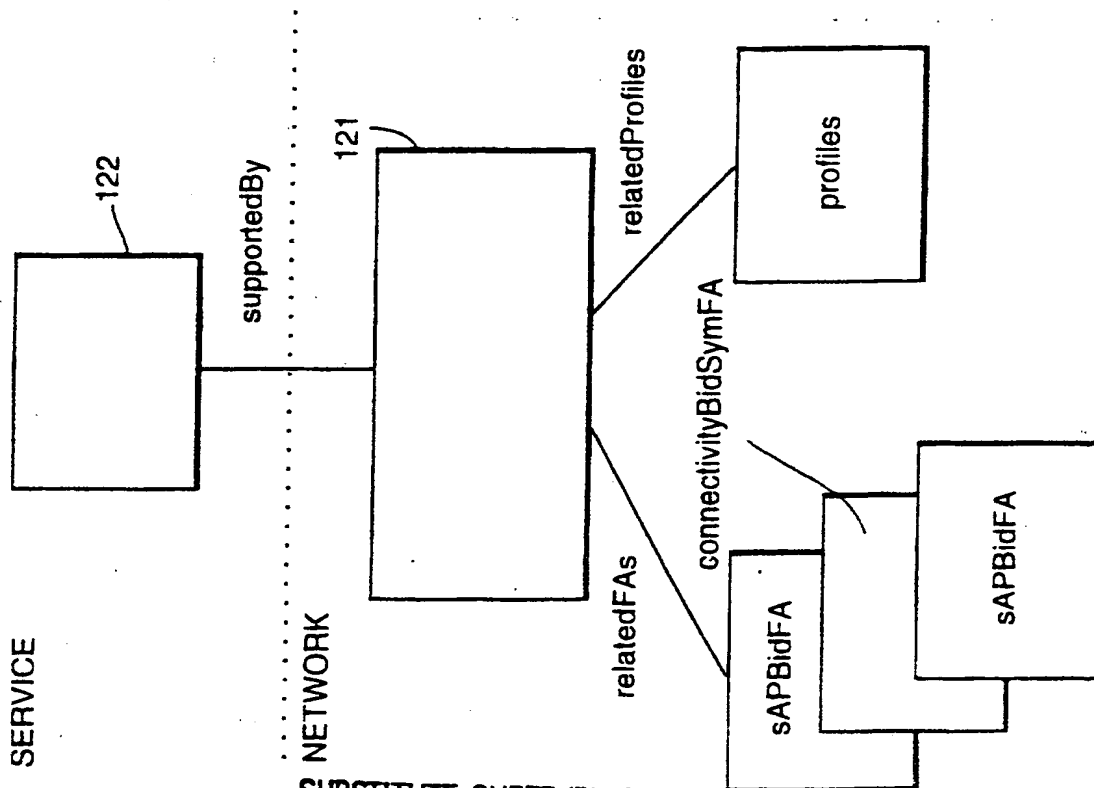 SERVICE
122
supportedBy
NETWORK
121
relatedFAs
relatedProfiles
connectivityBidSymFA
sAPBidFA
sAPBidFA
profiles